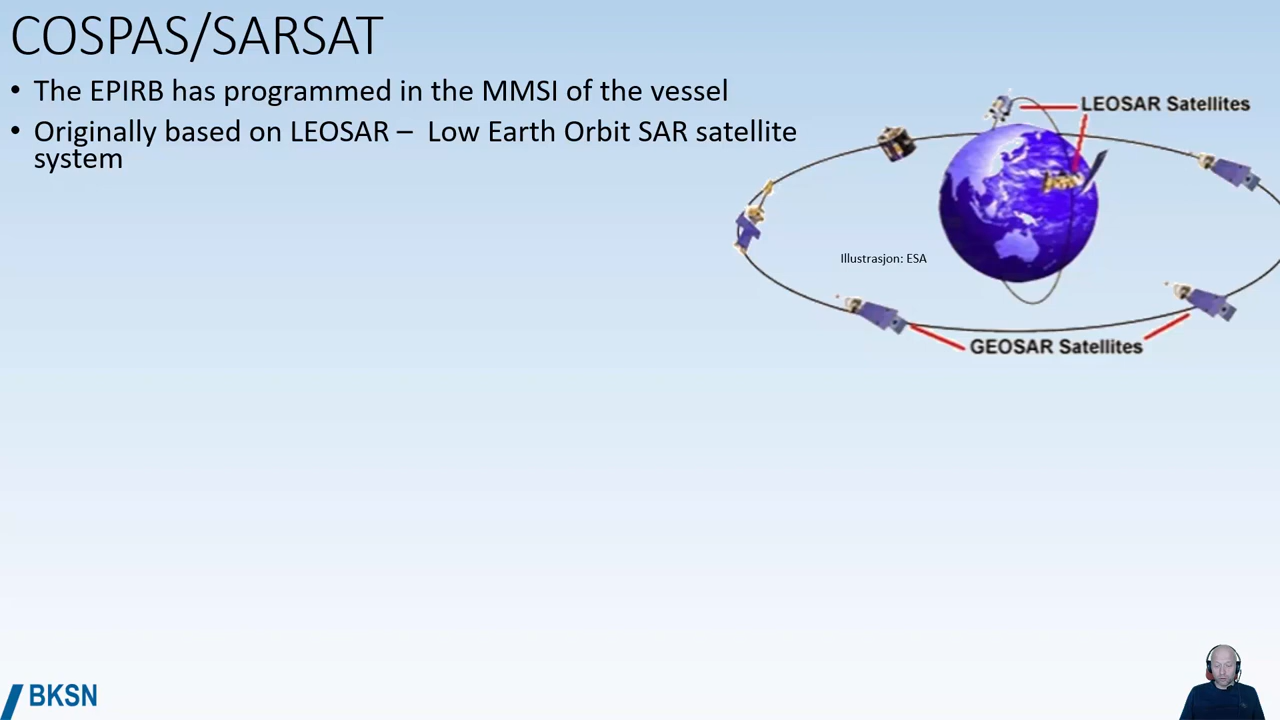 COSPAS/SARSAT
• The EPIRB has programmed in the MMSI of the vessel
• Originally based on LEOSAR – Low Earth Orbit SAR satellite
system
LEOSAR Satellites
Illustrasjon: ESA
GEOSAR Satellites
BKSN